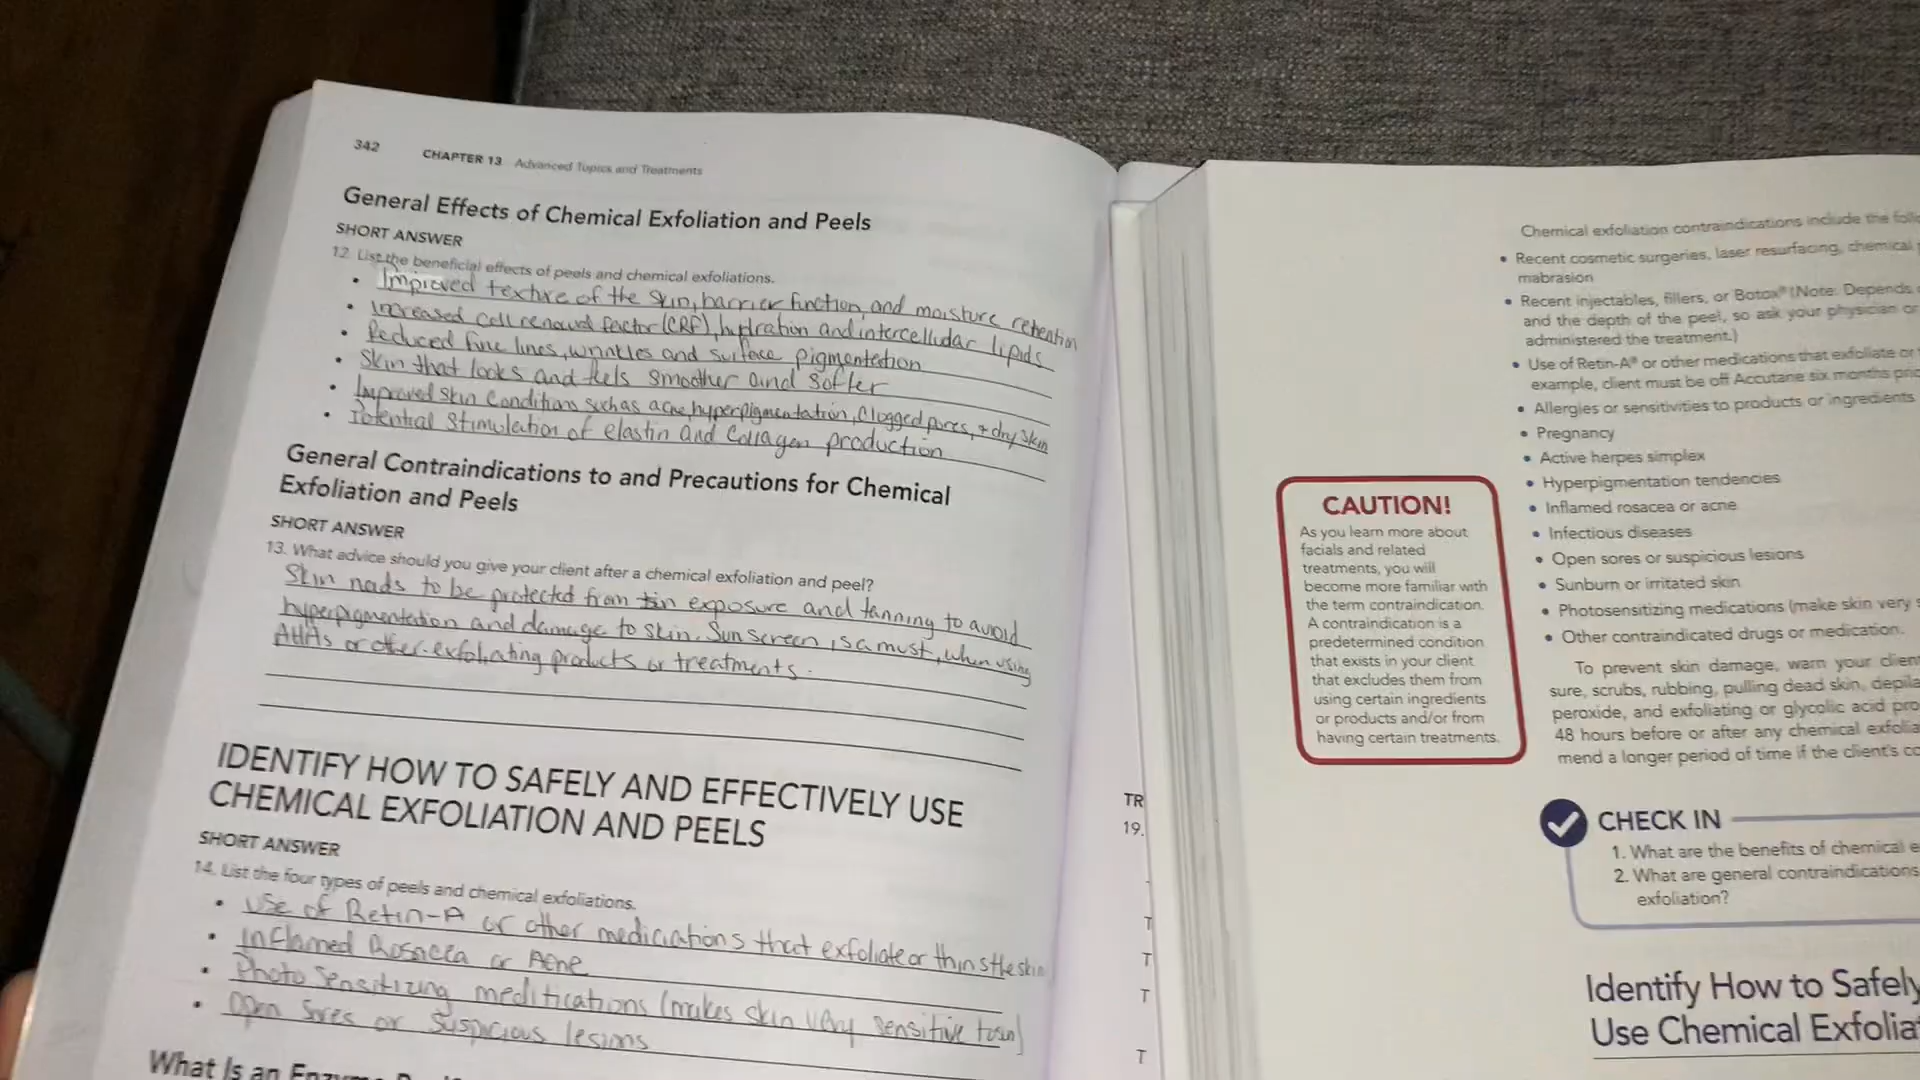 342 CHAPTER 13 Advanced Topics and Treatments
General Effects of Chemical Exfoliation and Peels
SHORT ANSWER
12. List the beneficial effects of peels and chemical exfoliations.
• Improved texture of the skin, barrier function, and moisture retention
• Increased cell renewal factor (CRF), hydration and intercellular lipids
• Reduced fine lines, wrinkles and surface pigmentation
• Skin that looks and feels smoother and softer
• Improved skin conditions such as acne, hyperpigmentation, clogged pores, + dry skin
• Potential stimulation of elastin and collagen production
General Contraindications to and Precautions for Chemical
Exfoliation and Peels
SHORT ANSWER
13. What advice should you give your client after a chemical exfoliation and peel?
Skin neds to be protected from exposure and tanning to avoid
hyperpigmentation and damage to skin. Sunscreen is a must, when using
AHAs or other exfoliating products or treatments.
IDENTIFY HOW TO SAFELY AND EFFECTIVELY USE
CHEMICAL EXFOLIATION AND PEELS
SHORT ANSWER
14. List the four types of peels and chemical exfoliations.
• Use of Retin-A or other medications that exfoliate or thins the skin
• Inflamed Rosacea or Acne
• Photo sensitizing meditications (makes skin very sensitive to sun)
• Open sores or suspicious lesions
What Is an Enzyme
TR
19.
T
T
T
T
Chemical exfoliation contraindications include the
• Recent cosmetic surgeries, laser resurfacing, chemical
mabrasion
• Recent injectables, fillers, or Botox® (Note: Depends
and the depth of the peel, so ask your physician or
administered the treatment.)
• Use of Retin-A® or other medications that exfoliate or
example, client must be off Accutane six months
• Allergies or sensitivities to products or ingredients
• Pregnancy
• Active herpes simplex
• Hyperpigmentation tendencies
• Inflamed rosacea or acne
• Infectious diseases
• Open sores or suspicious lesions
• Sunburn or irritated skin
• Photosensitizing medications (make skin very
• Other contraindicated drugs or medication.
To prevent skin damage, warn your
sure, scrubs, rubbing, pulling dead skin,
peroxide, and exfoliating or glycolic acid
48 hours before or after any chemical
mend a longer period of time if the client's
CAUTION!
As you learn more about
facials and related
treatments, you will
become more familiar with
the term contraindication.
A contraindication is a
predetermined condition
that exists in your client
that excludes them from
using certain ingredients
or products and/or from
having certain treatments.
CHECK IN
1. What are the benefits of chemical
2. What are general contraindications
exfoliation?
Identify How to Safely
Use Chemical